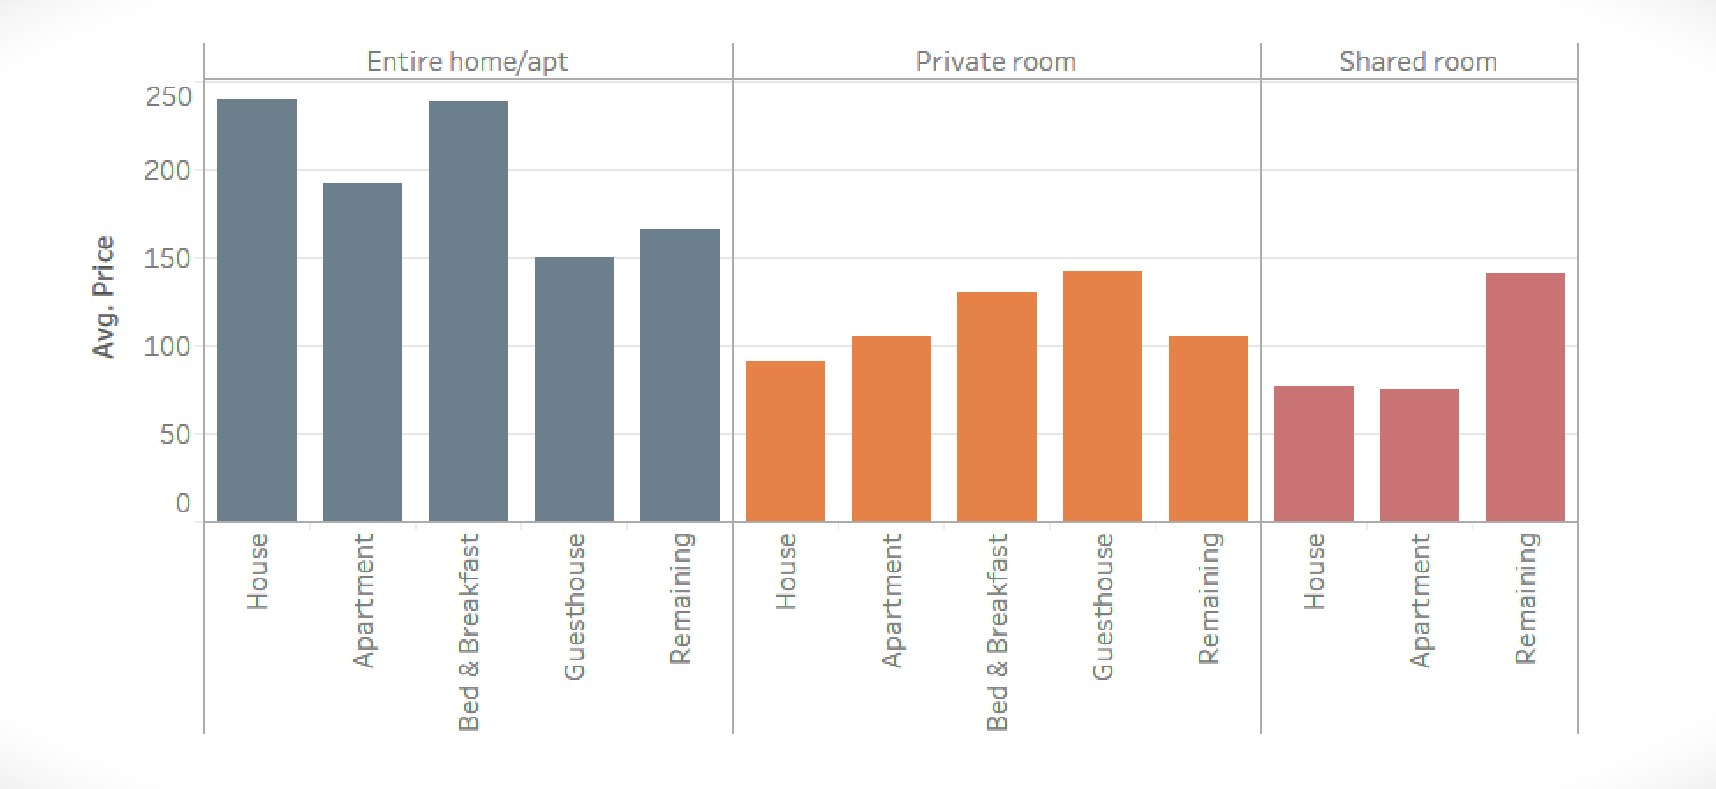 Entire home/apt
Private room
Shared room
250
200
150
100
50
0
Avg. Price
House
Apartment
Bed & Breakfast
Guesthouse
Remaining
House
Apartment
Bed & Breakfast
Guesthouse
Remaining
House
Apartment
Remaining